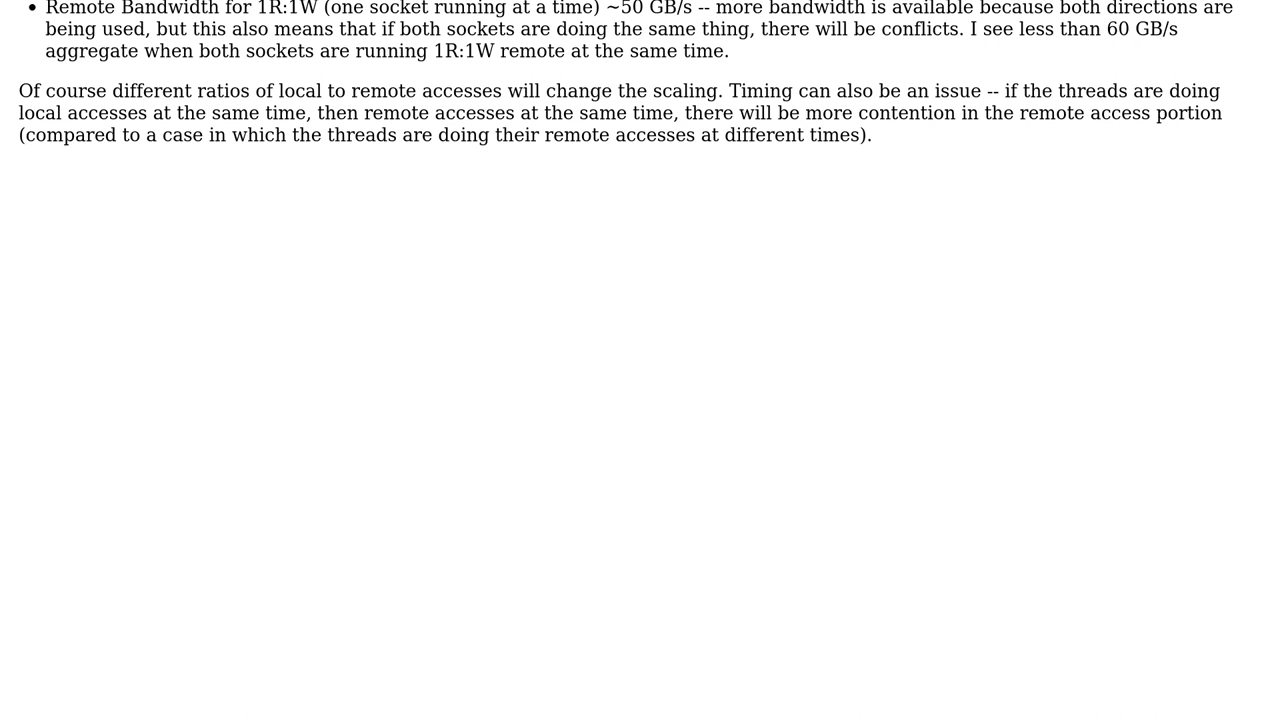 • Remote Bandwidth for 1R:1W (one socket running at a time) ~50 GB/s -- more bandwidth is available because both directions are
being used, but this also means that if both sockets are doing the same thing, there will be conflicts. I see less than 60 GB/s
aggregate when both sockets are running 1R:1W remote at the same time.
Of course different ratios of local to remote accesses will change the scaling. Timing can also be an issue -- if the threads are doing
local accesses at the same time, then remote accesses at the same time, there will be more contention in the remote access portion
(compared to a case in which the threads are doing their remote accesses at different times).